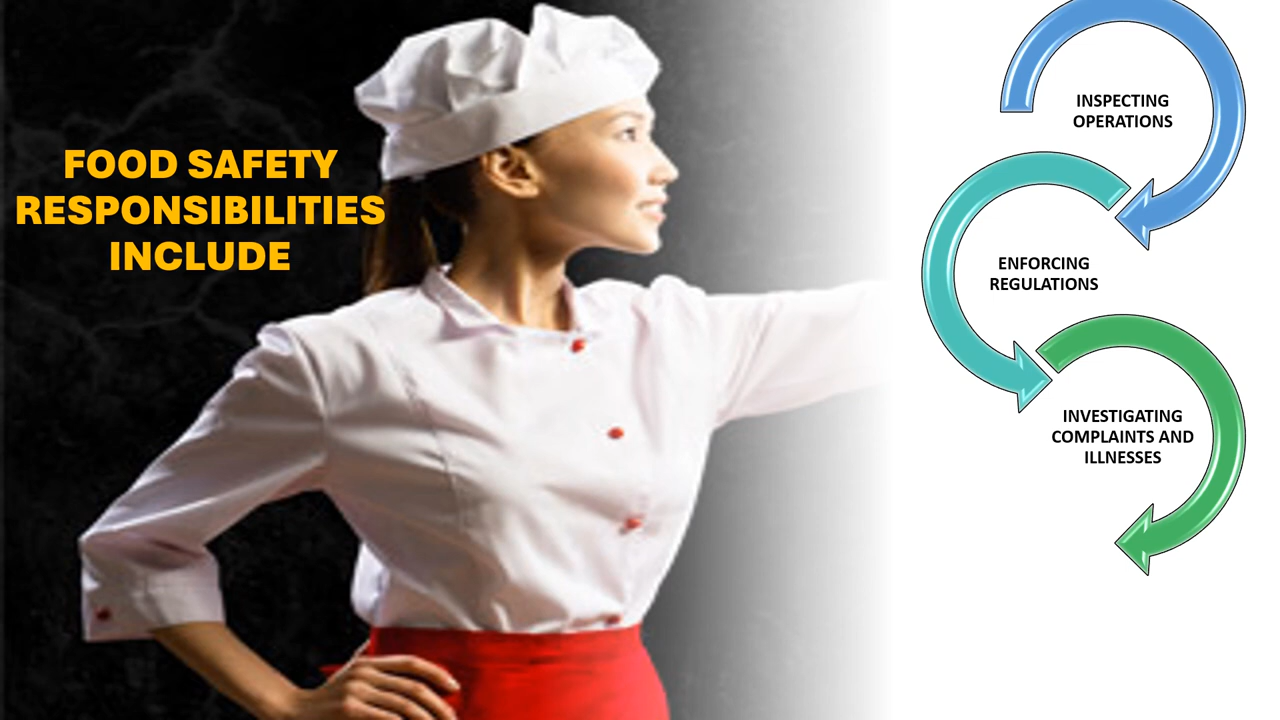 FOOD SAFETY
RESPONSIBILITIES
INCLUDE
INSPECTING
OPERATIONS
ENFORCING
REGULATIONS
INVESTIGATING
COMPLAINTS AND
ILLNESSES